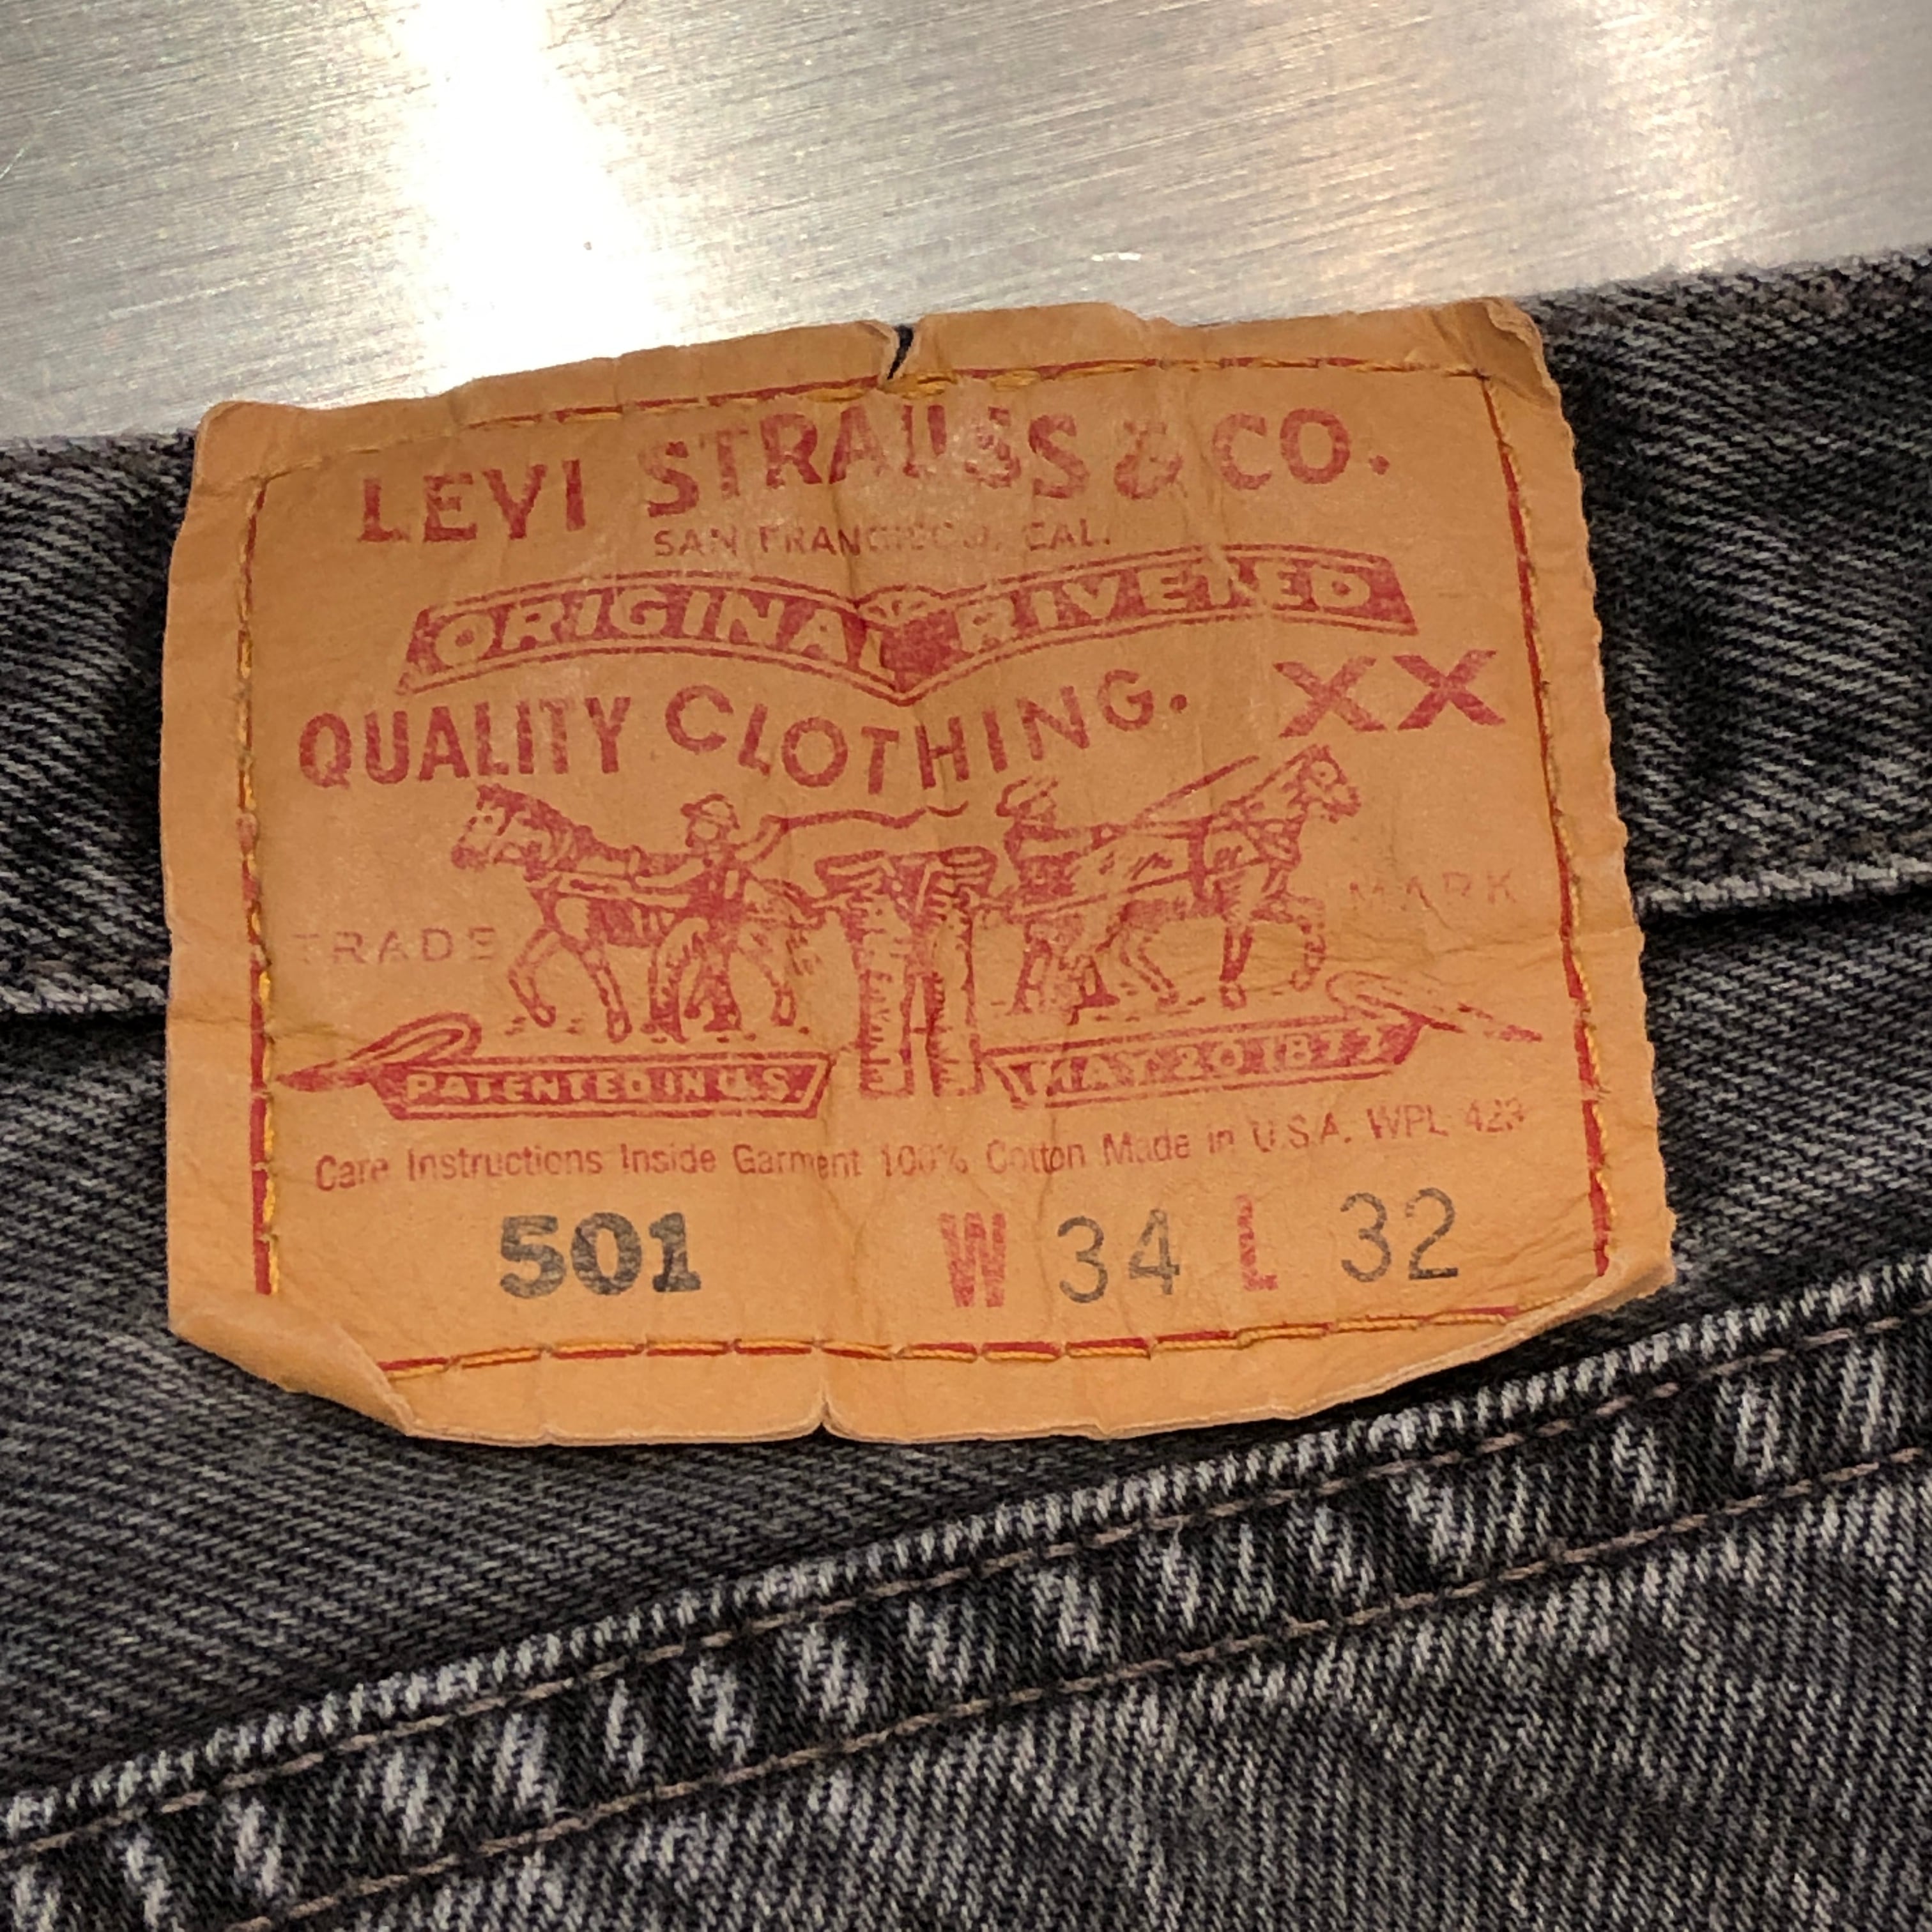 LEVI STRAUSS & CO.
SAN FRANCISCO, CAL.
ORIGINAL RIVETED
QUALITY CLOTHING. XX
TRADE MARK
PATENTED IN U.S. MAY 20 1873
Care Instructions Inside Garment 100% Cotton Made in U.S.A. WPL 423
501 W 34 L 32